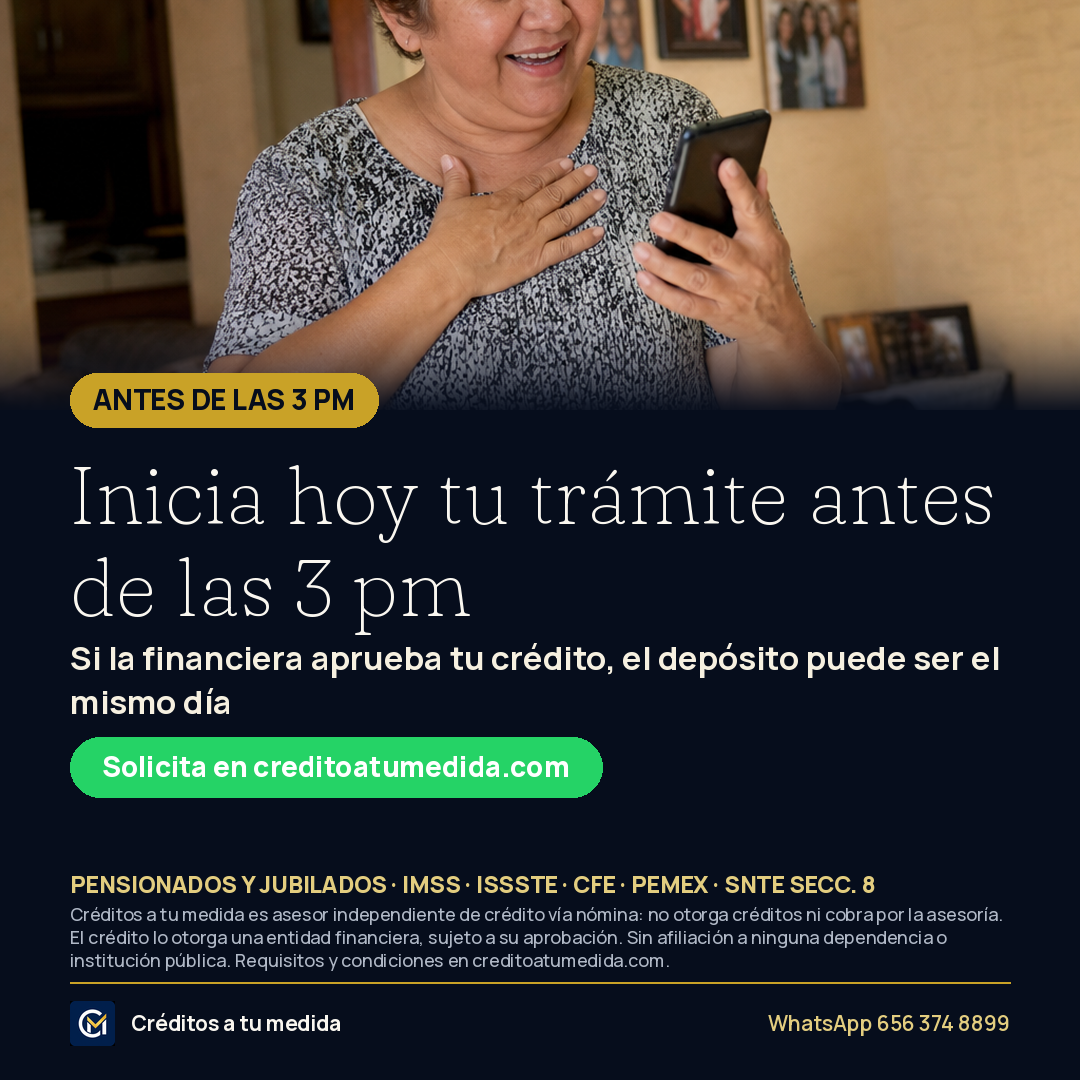 ANTES DE LAS 3 PM
Inicia hoy tu trámite antes
de las 3 pm
Si la financiera aprueba tu crédito, el depósito puede ser el
mismo día
Solicita en creditoatumedida.com
PENSIONADOS Y JUBILADOS · IMSS · ISSSTE · CFE · PEMEX · SNTE SECC. 8
Créditos a tu medida es asesor independiente de crédito vía nómina: no otorga créditos ni cobra por la asesoría.
El crédito lo otorga una entidad financiera, sujeto a su aprobación. Sin afiliación a ninguna dependencia o
institución pública. Requisitos y condiciones en creditoatumedida.com.
Créditos a tu medida
WhatsApp 656 374 8899